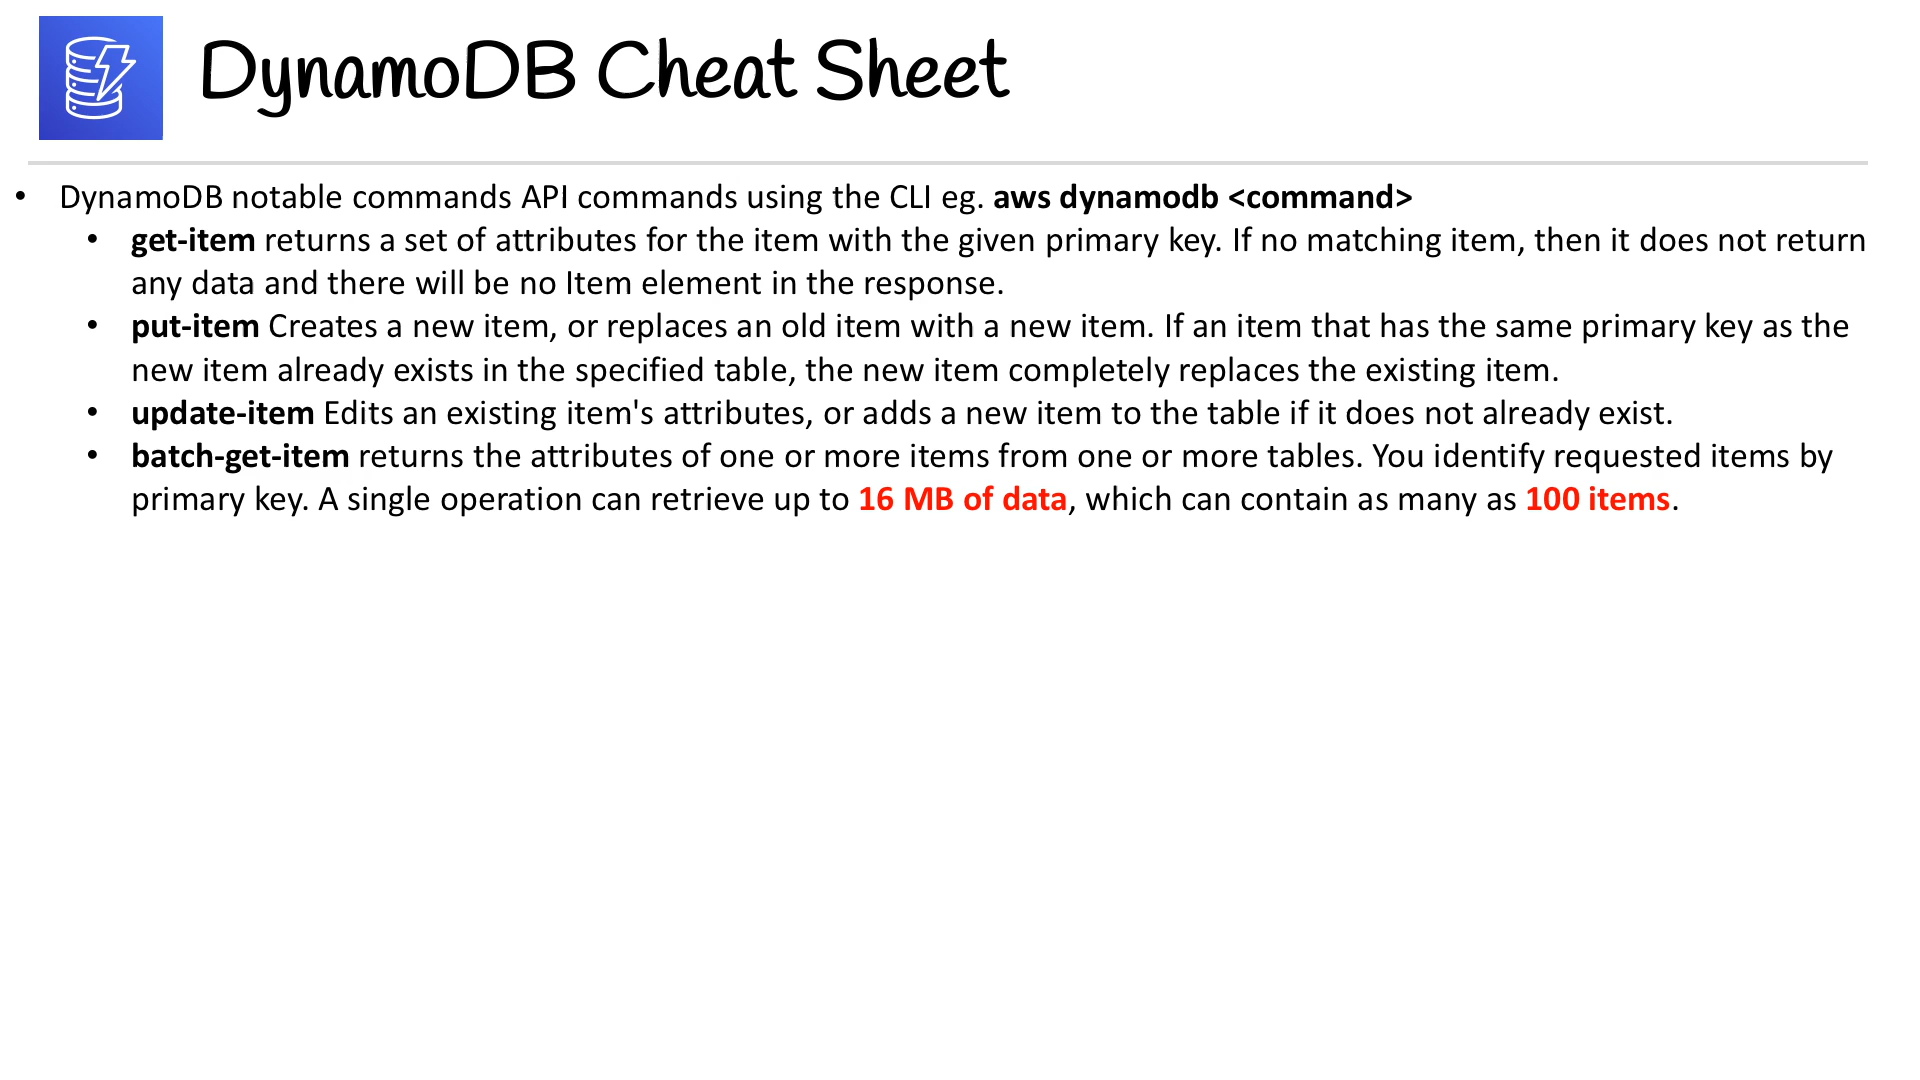 DynamoDB Cheat Sheet
• DynamoDB notable commands API commands using the CLI eg. aws dynamodb <command>
• get-item returns a set of attributes for the item with the given primary key. If no matching item, then it does not return
any data and there will be no Item element in the response.
• put-item Creates a new item, or replaces an old item with a new item. If an item that has the same primary key as the
new item already exists in the specified table, the new item completely replaces the existing item.
• update-item Edits an existing item's attributes, or adds a new item to the table if it does not already exist.
• batch-get-item returns the attributes of one or more items from one or more tables. You identify requested items by
primary key. A single operation can retrieve up to 16 MB of data, which can contain as many as 100 items.